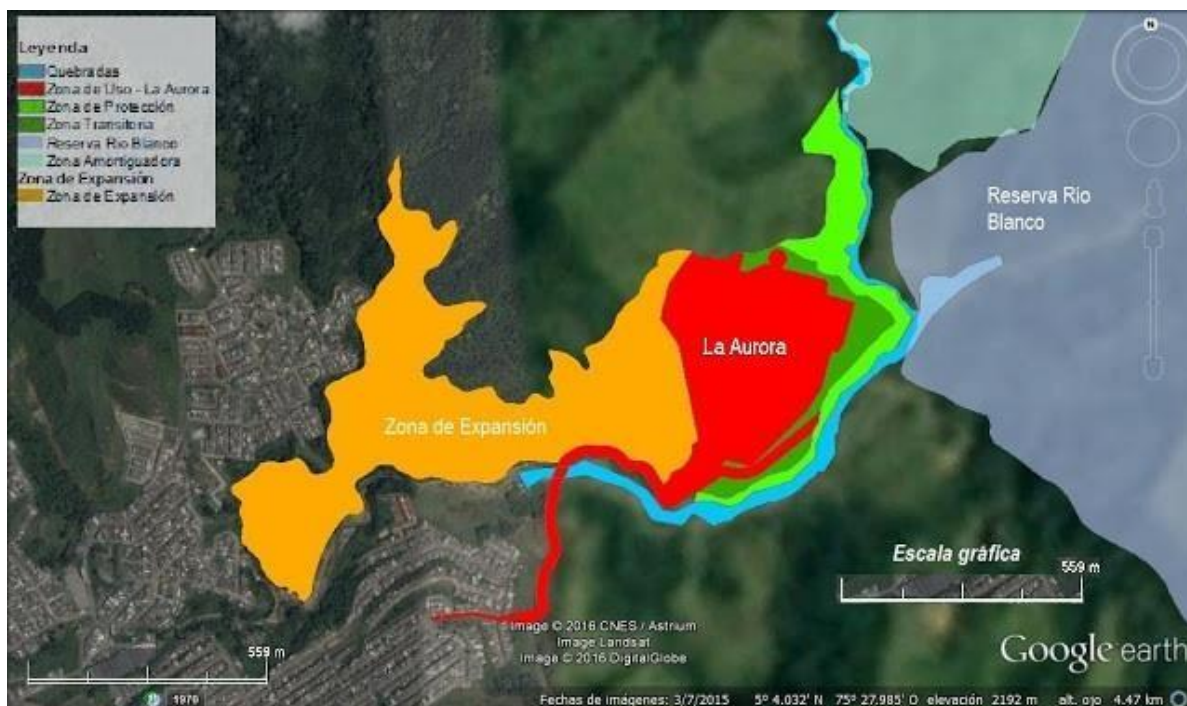 Leyenda
Quebradas
Zona de Uso - La Aurora
Zona de Protección
Zona Transitoria
Reserva Río Blanco
Zona Amortiguadora
Zona de Expansión
Zona de Expansión
N
Reserva Río
Blanco
La Aurora
Zona de Expansión
Escala gráfica
559 m
Image © 2016 CNES / Astrium
Image Landsat
Image © 2016 DigitalGlobe
559 m
Google earth
1970
Fechas de imágenes: 3/7/2015 5° 4.032' N 75° 27.985' O elevación 2192 m alt. ojo 4.47 km